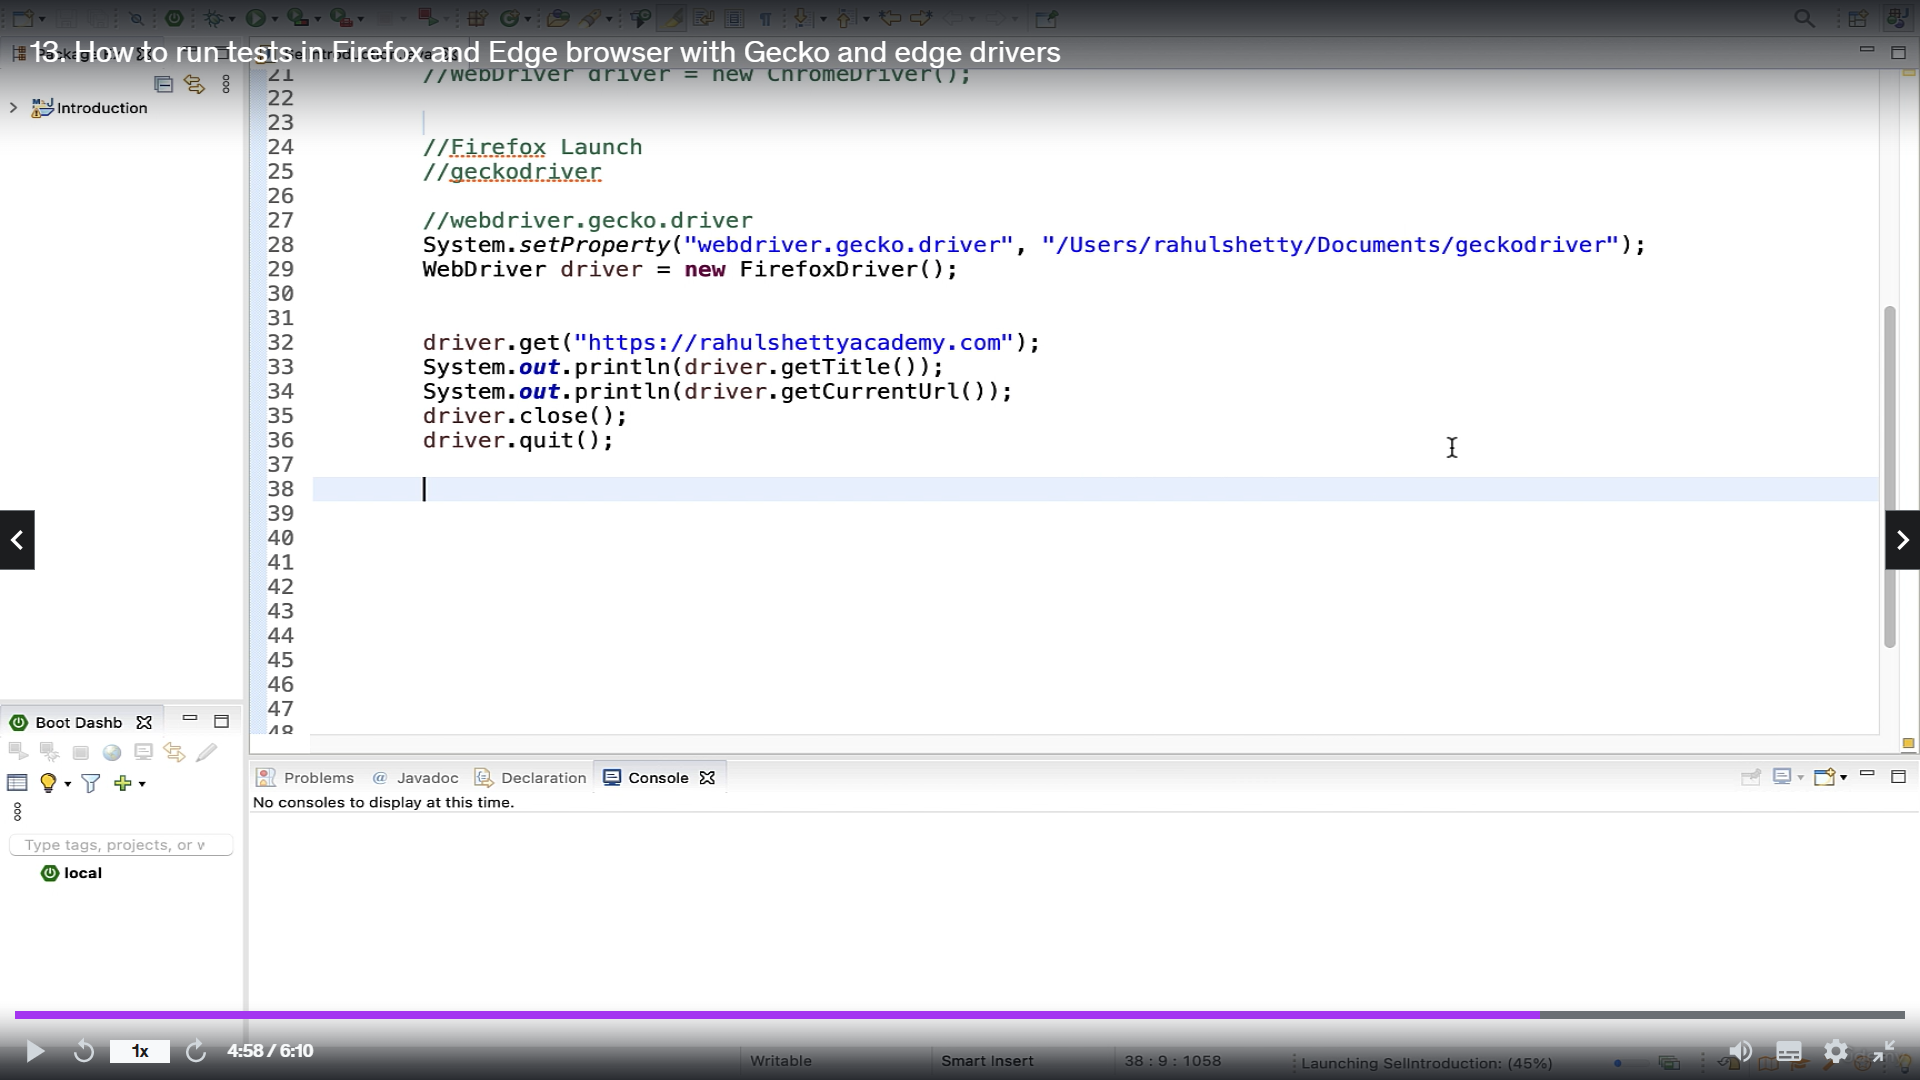 13. How to run tests in Firefox and Edge browser with Gecko and edge drivers
Introduction
21 //WebDriver driver = new ChromeDriver();
22
23
24 //Firefox Launch
25 //geckodriver
26
27 //webdriver.gecko.driver
28 System.setProperty("webdriver.gecko.driver", "/Users/rahulshetty/Documents/geckodriver");
29 WebDriver driver = new FirefoxDriver();
30
31
32 driver.get("https://rahulshettyacademy.com");
33 System.out.println(driver.getTitle());
34 System.out.println(driver.getCurrentUrl());
35 driver.close();
36 driver.quit();
37
38
39
40
41
42
43
44
45
46
47
48
Boot Dashb
Type tags, projects, or v
local
Problems @ Javadoc Declaration Console
No consoles to display at this time.
1x 4:58 / 6:10
Writable Smart Insert 38 : 9 : 1058 Launching SelIntroduction: (45%)